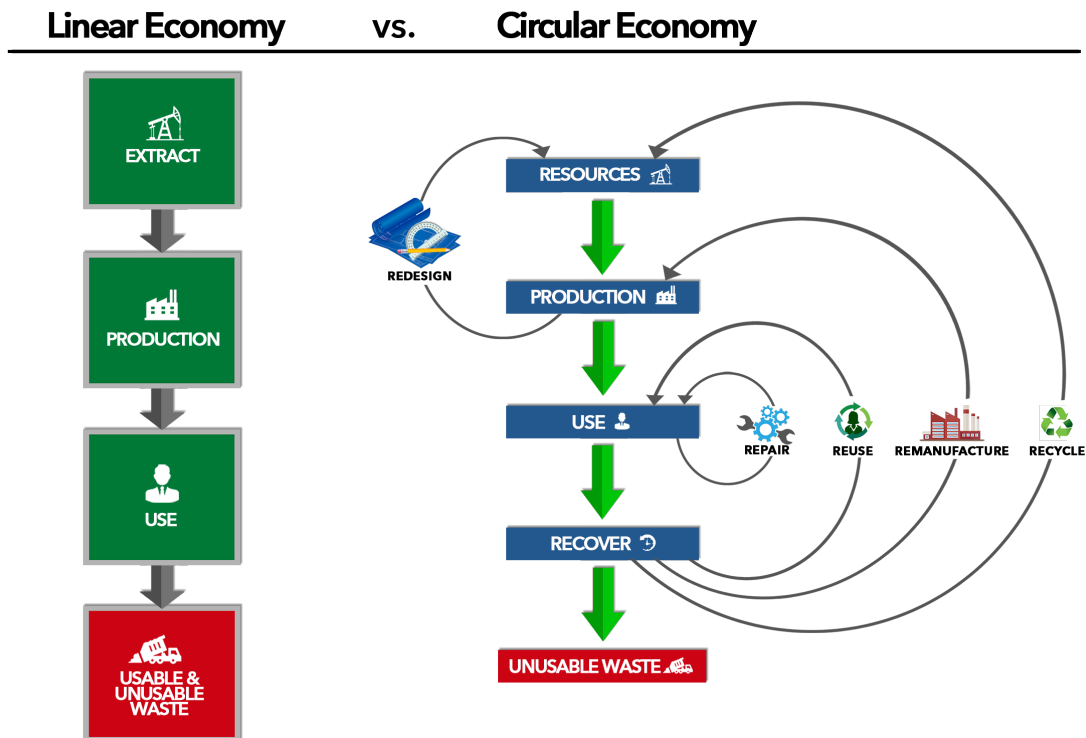 Linear Economy vs. Circular Economy
EXTRACT
PRODUCTION
USE
USABLE &
UNUSABLE
WASTE
RESOURCES
REDESIGN
PRODUCTION
USE
REPAIR
REUSE
REMANUFACTURE
RECYCLE
RECOVER
UNUSABLE WASTE